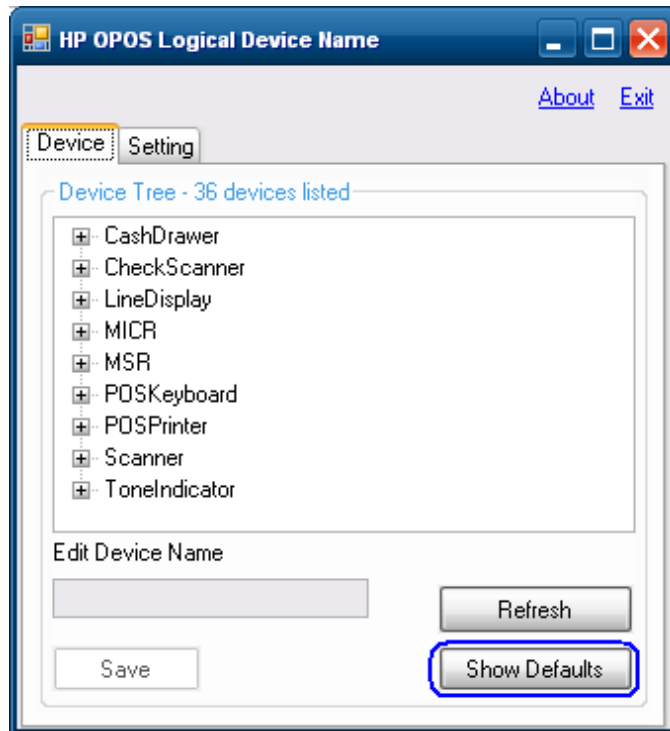 HP OPOS Logical Device Name
About Exit
Device Setting
Device Tree - 36 devices listed
CashDrawer
CheckScanner
LineDisplay
MICR
MSR
POSKeyboard
POSPrinter
Scanner
ToneIndicator
Edit Device Name
Refresh
Save Show Defaults